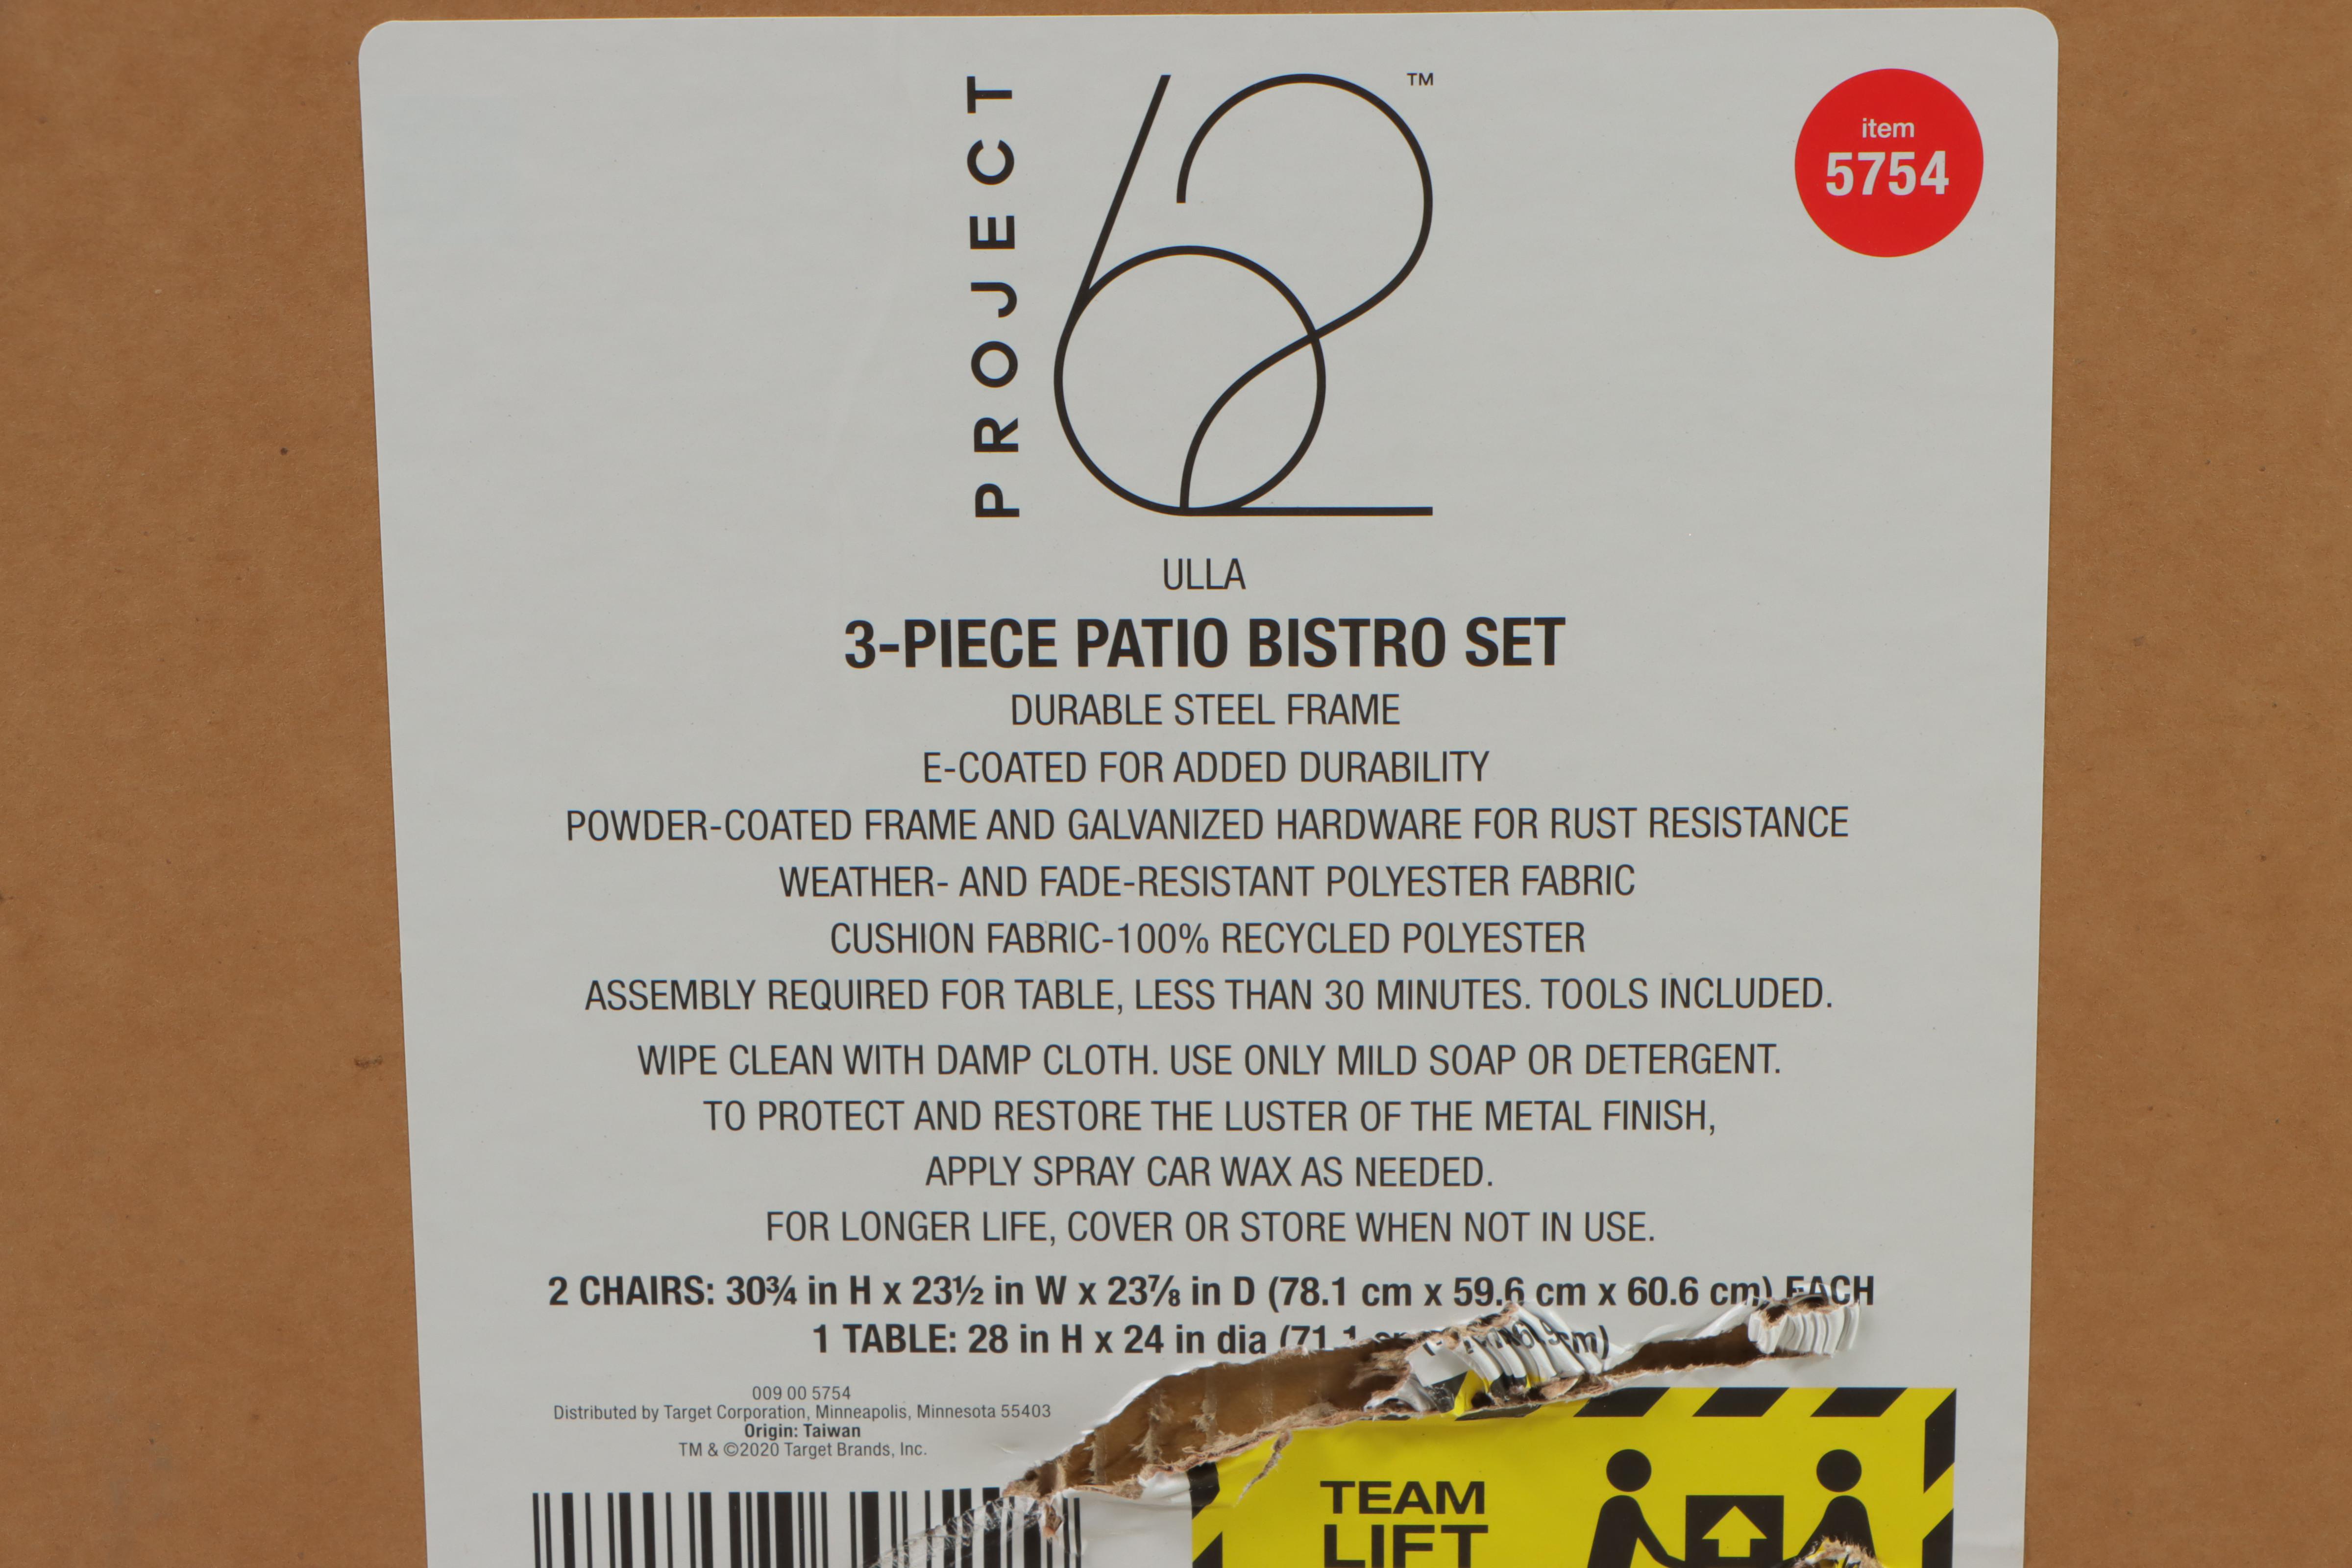 PROJECT 62™
item
5754
ULLA
3-PIECE PATIO BISTRO SET
DURABLE STEEL FRAME
E-COATED FOR ADDED DURABILITY
POWDER-COATED FRAME AND GALVANIZED HARDWARE FOR RUST RESISTANCE
WEATHER- AND FADE-RESISTANT POLYESTER FABRIC
CUSHION FABRIC-100% RECYCLED POLYESTER
ASSEMBLY REQUIRED FOR TABLE, LESS THAN 30 MINUTES. TOOLS INCLUDED.
WIPE CLEAN WITH DAMP CLOTH. USE ONLY MILD SOAP OR DETERGENT.
TO PROTECT AND RESTORE THE LUSTER OF THE METAL FINISH,
APPLY SPRAY CAR WAX AS NEEDED.
FOR LONGER LIFE, COVER OR STORE WHEN NOT IN USE.
2 CHAIRS: 30¾ in H x 23½ in W x 23⅞ in D (78.1 cm x 59.6 cm x 60.6 cm) EACH
1 TABLE: 28 in H x 24 in dia (71.1 cm)
009 00 5754
Distributed by Target Corporation, Minneapolis, Minnesota 55403
Origin: Taiwan
TM & ©2020 Target Brands, Inc.
TEAM
LIFT